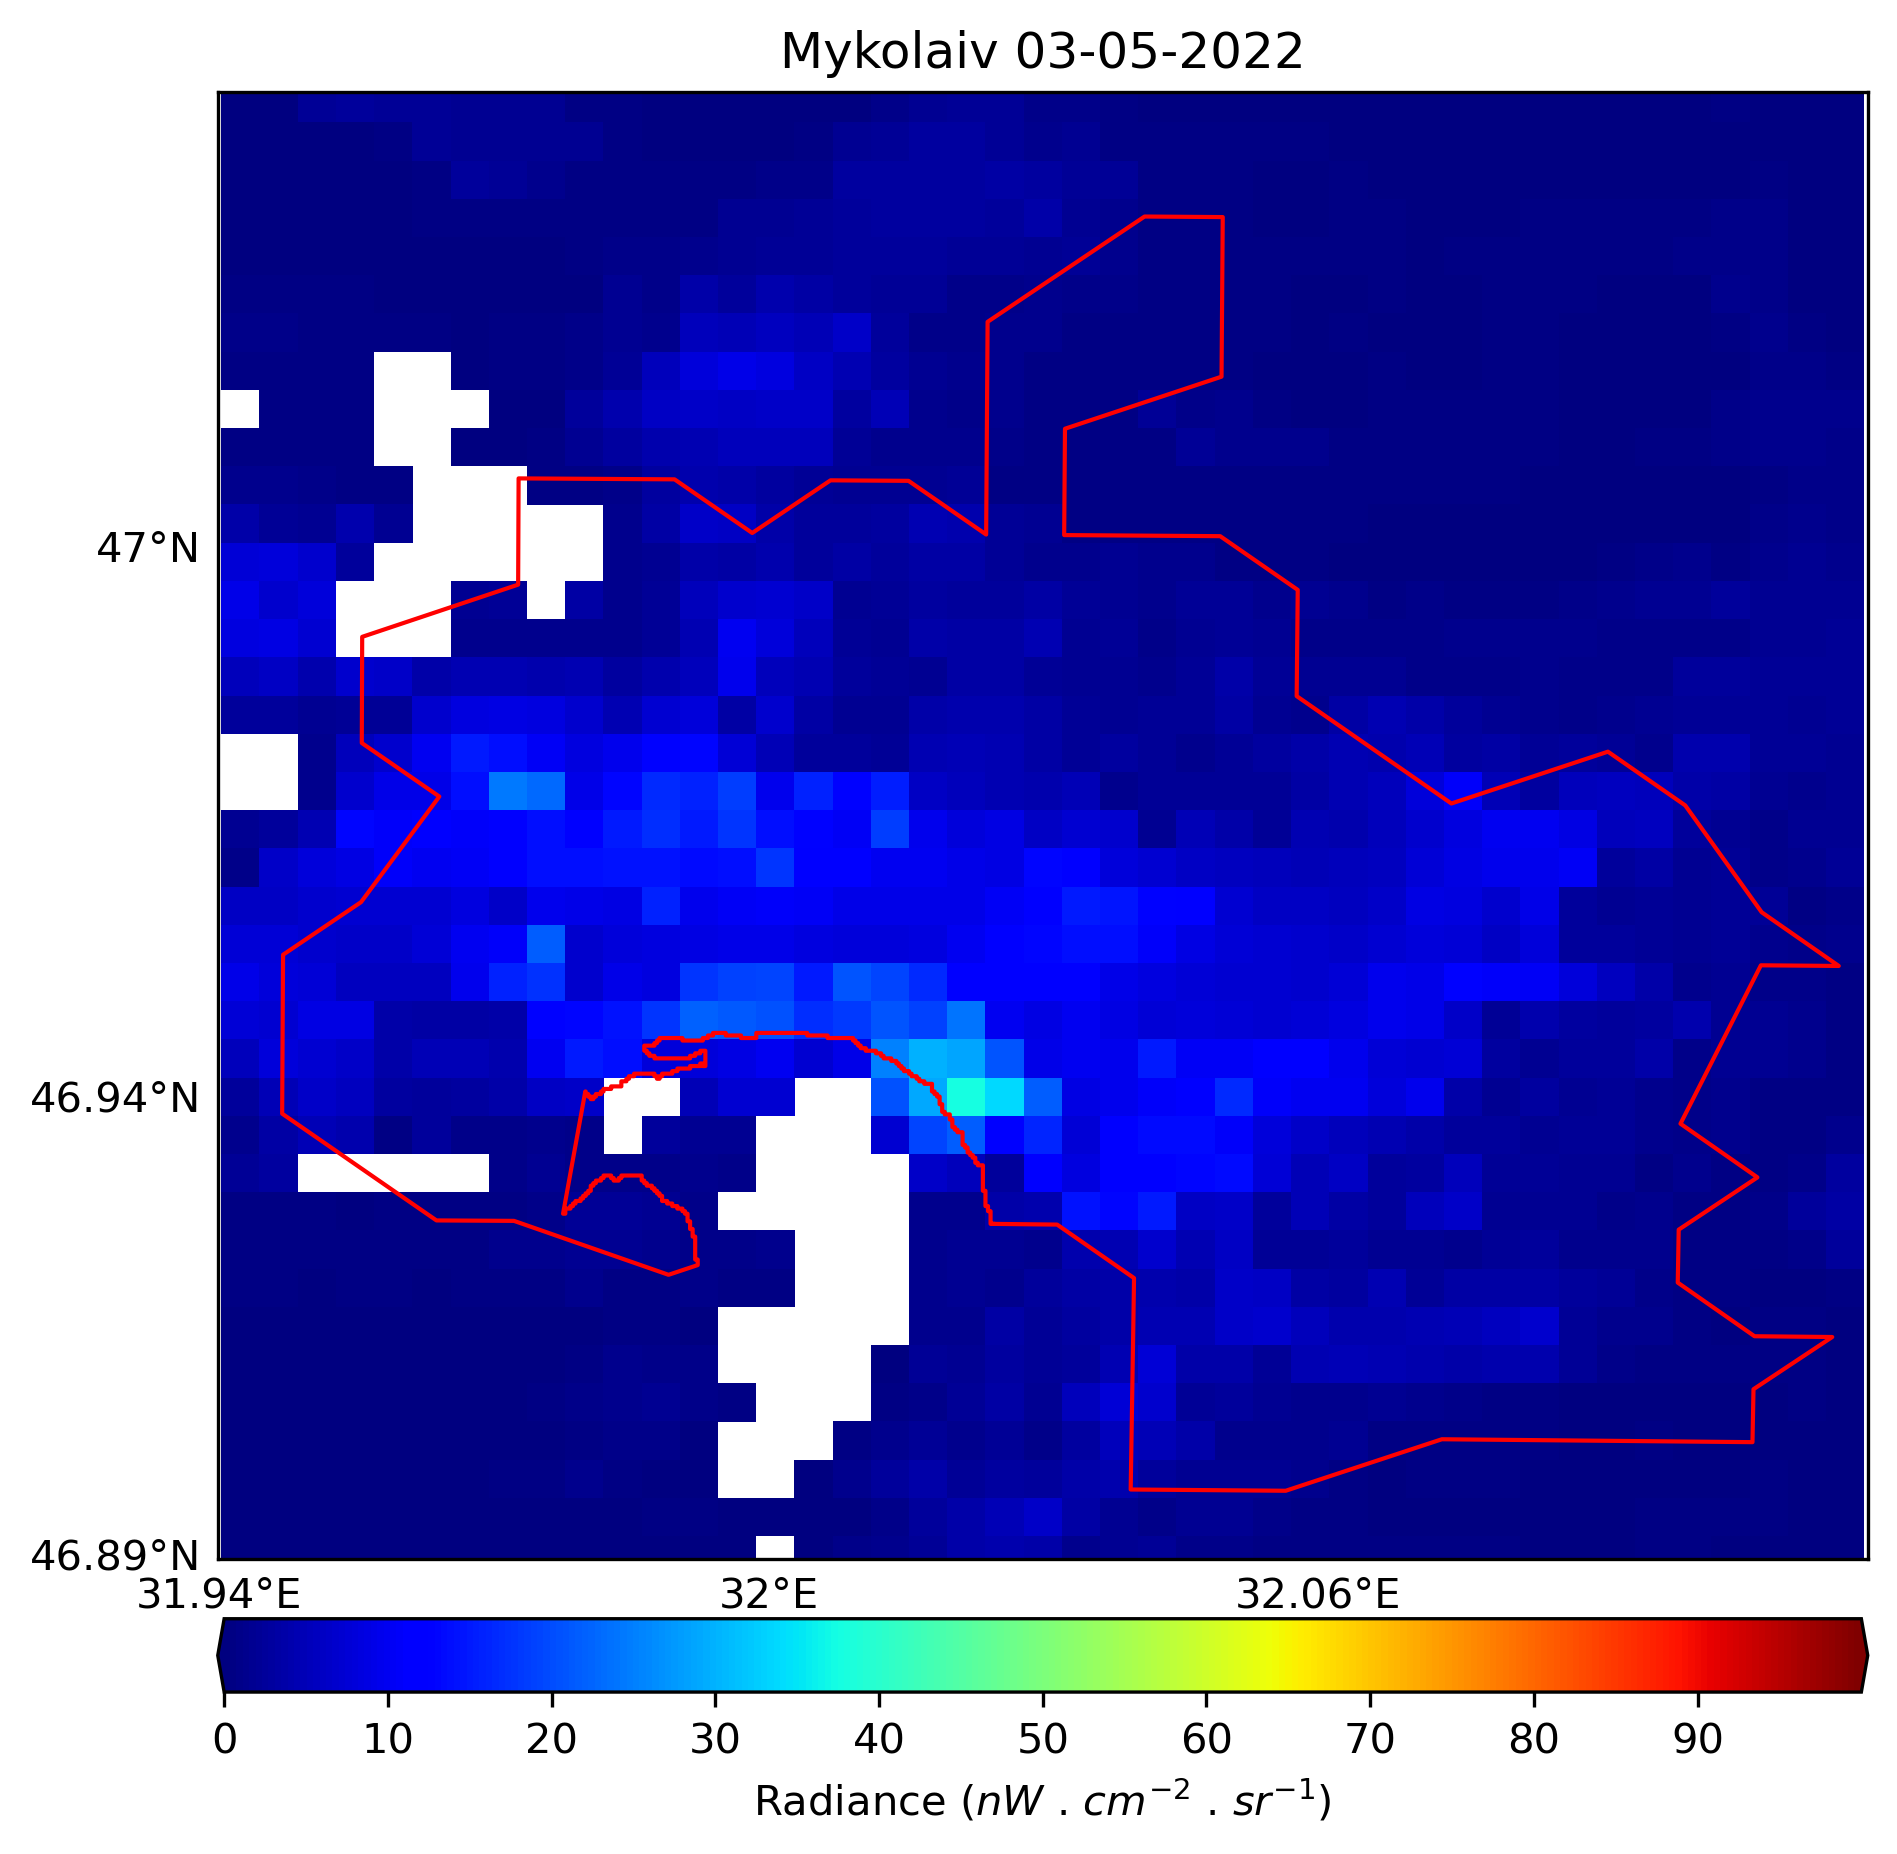 Mykolaiv 03-05-2022
47°N
46.94°N
46.89°N
31.94°E 32°E 32.06°E
0 10 20 30 40 50 60 70 80 90
Radiance (nW . cm⁻² . sr⁻¹)